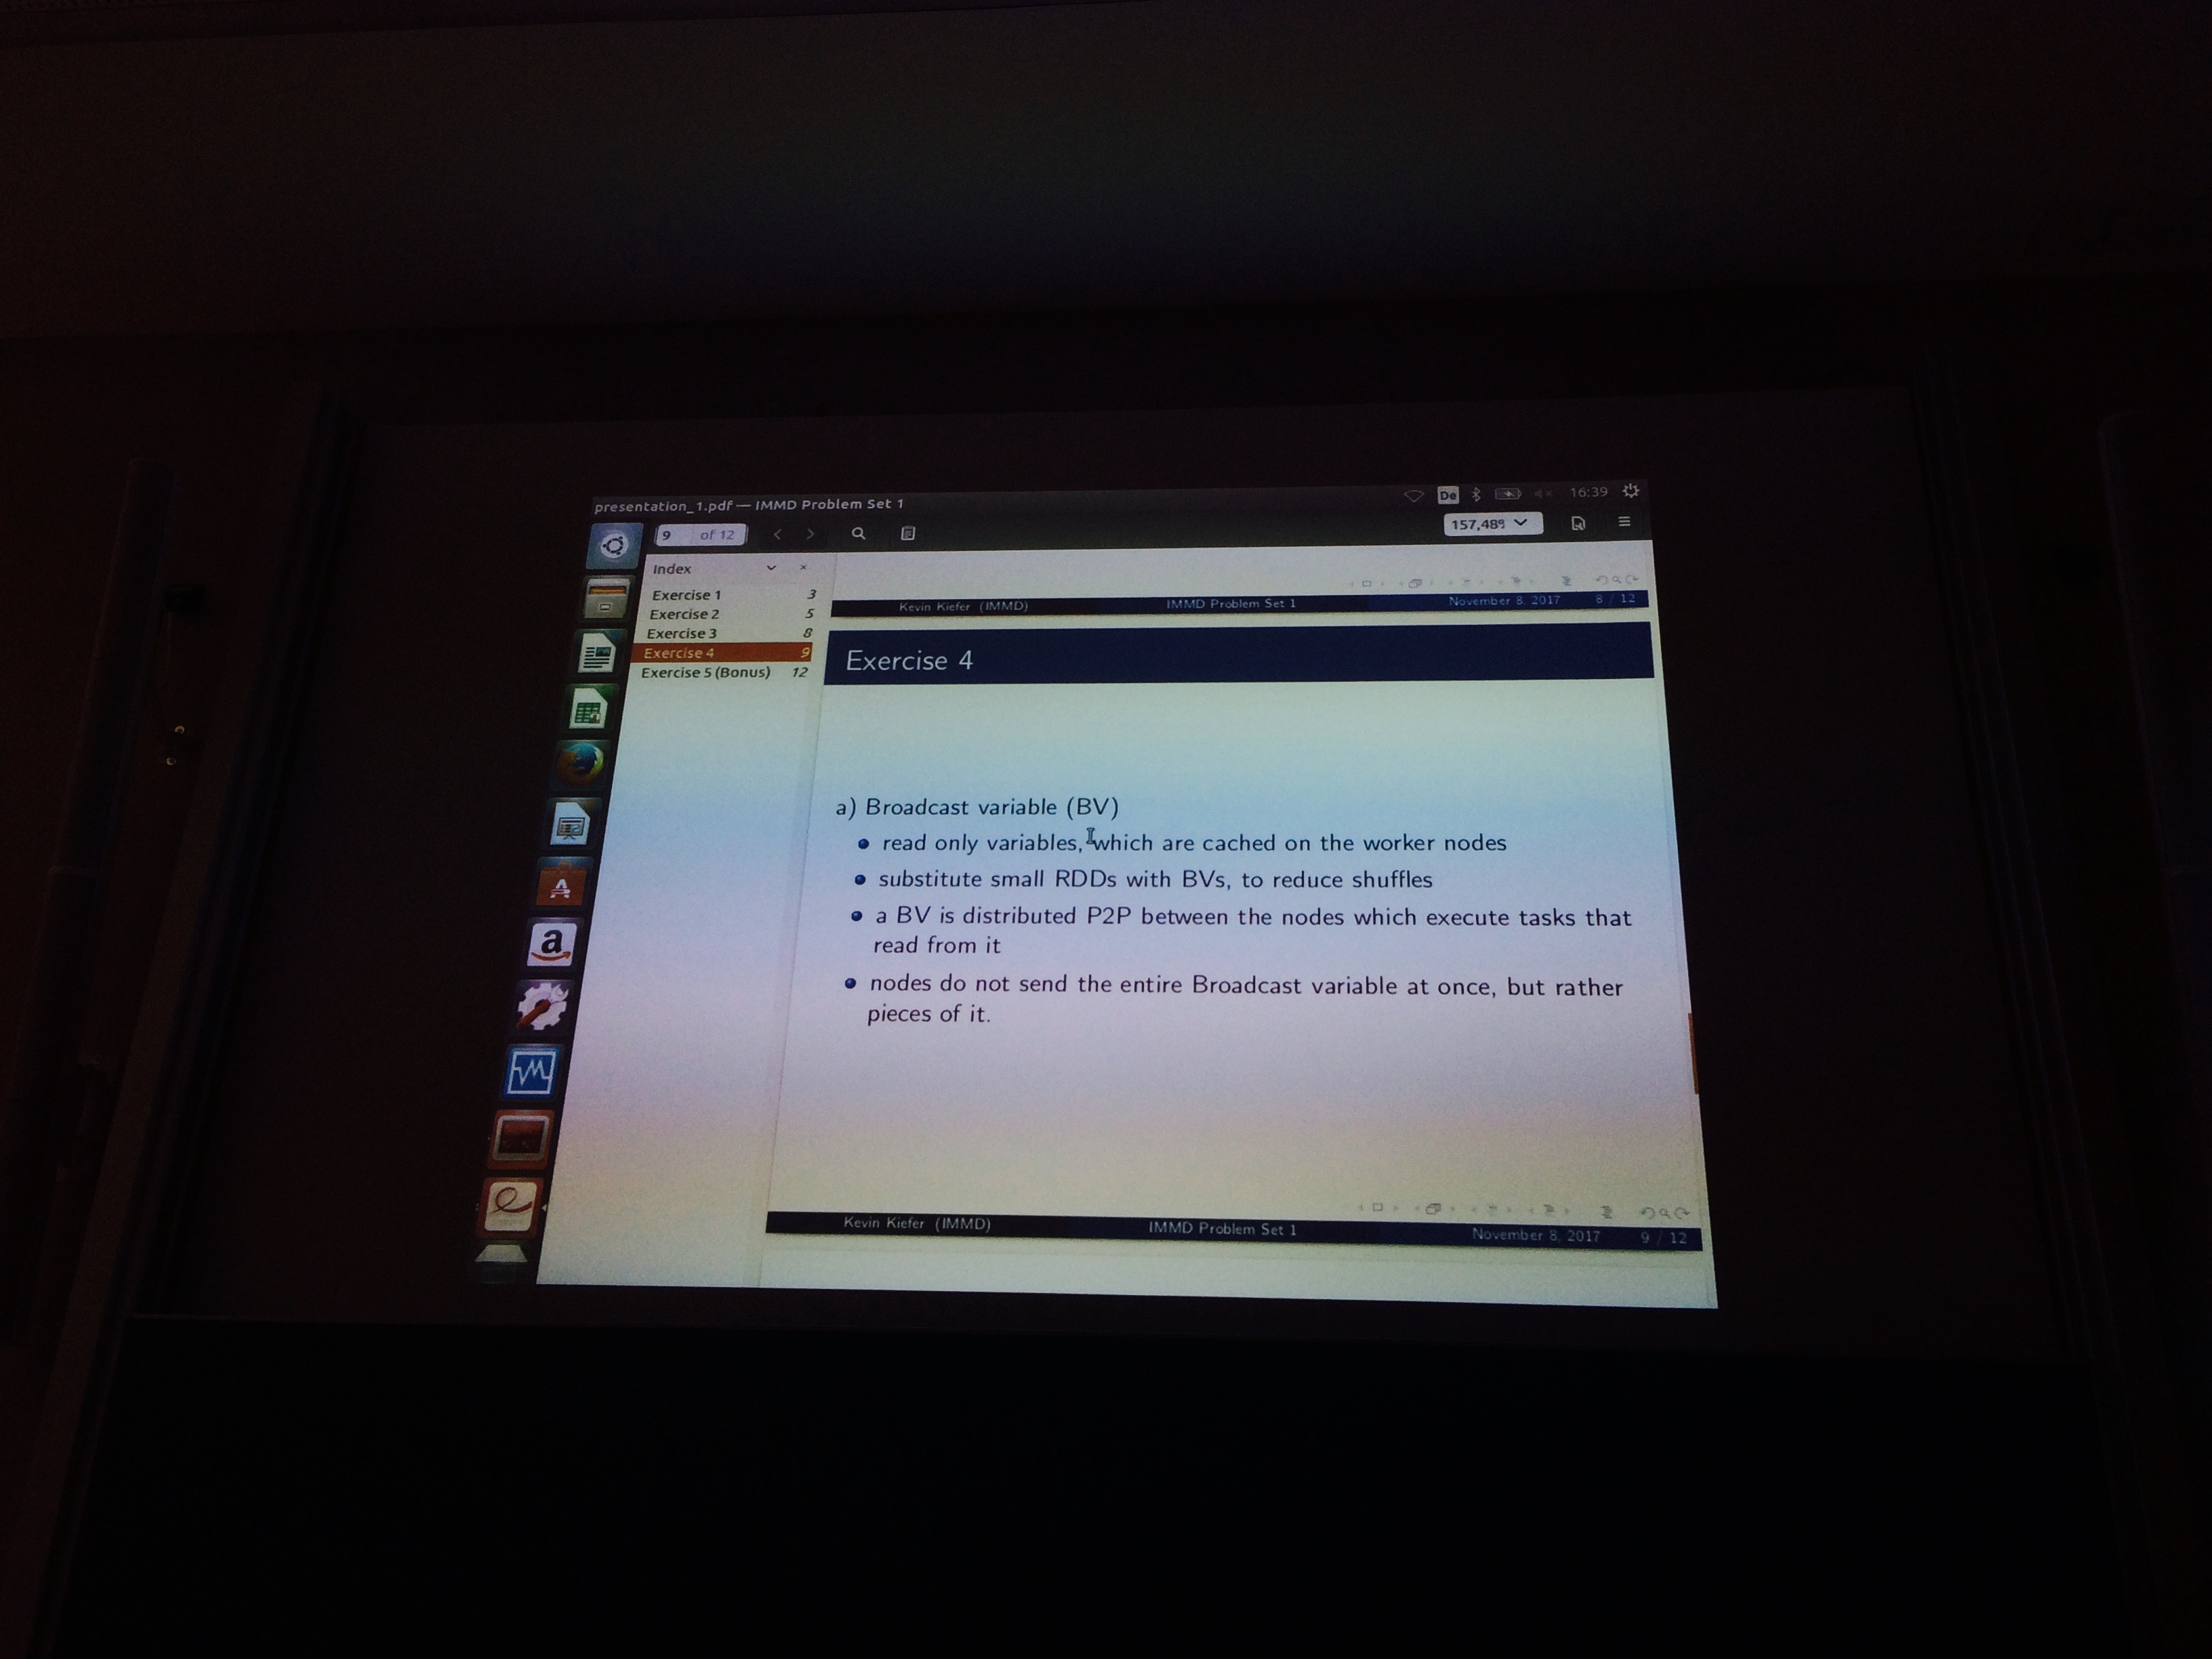 presentation_1.pdf — IMMD Problem Set 1
De
16:39
9 of 12
157,48%
Index
Exercise 1 3
Exercise 2 5
Exercise 3 8
Exercise 4 9
Exercise 5 (Bonus) 12
Kevin Kiefer (IMMD) IMMD Problem Set 1 November 8, 2017 8 / 12
Exercise 4
a) Broadcast variable (BV)
read only variables, which are cached on the worker nodes
substitute small RDDs with BVs, to reduce shuffles
a BV is distributed P2P between the nodes which execute tasks that
read from it
nodes do not send the entire Broadcast variable at once, but rather
pieces of it.
Kevin Kiefer (IMMD) IMMD Problem Set 1 November 8, 2017 9 / 12
A
a